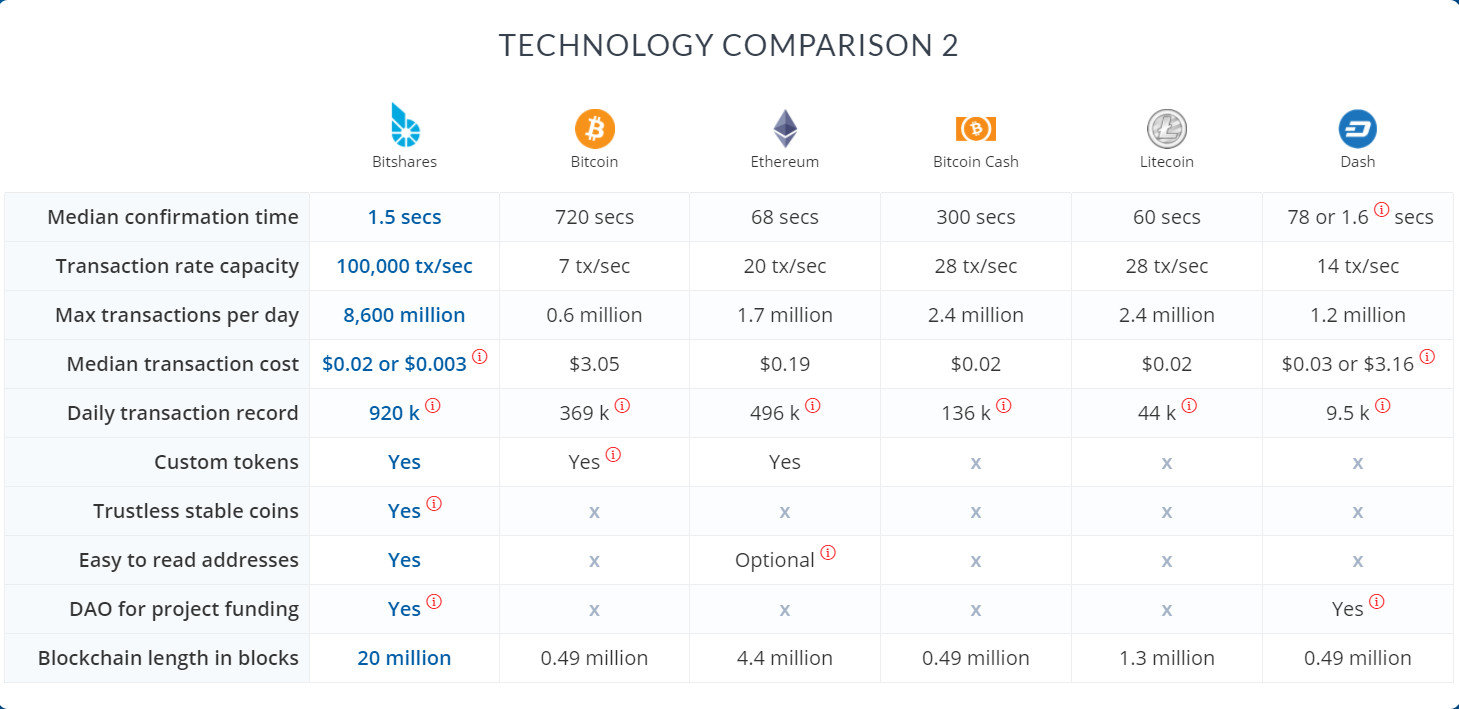 TECHNOLOGY COMPARISON 2
Bitshares Bitcoin Ethereum Bitcoin Cash Litecoin Dash
Median confirmation time 1.5 secs 720 secs 68 secs 300 secs 60 secs 78 or 1.6 i secs
Transaction rate capacity 100,000 tx/sec 7 tx/sec 20 tx/sec 28 tx/sec 28 tx/sec 14 tx/sec
Max transactions per day 8,600 million 0.6 million 1.7 million 2.4 million 2.4 million 1.2 million
Median transaction cost $0.02 or $0.003 i $3.05 $0.19 $0.02 $0.02 $0.03 or $3.16 i
Daily transaction record 920 k i 369 k i 496 k i 136 k i 44 k i 9.5 k i
Custom tokens Yes Yes i Yes x x x
Trustless stable coins Yes i x x x x x
Easy to read addresses Yes x Optional i x x x
DAO for project funding Yes i x x x x Yes i
Blockchain length in blocks 20 million 0.49 million 4.4 million 0.49 million 1.3 million 0.49 million